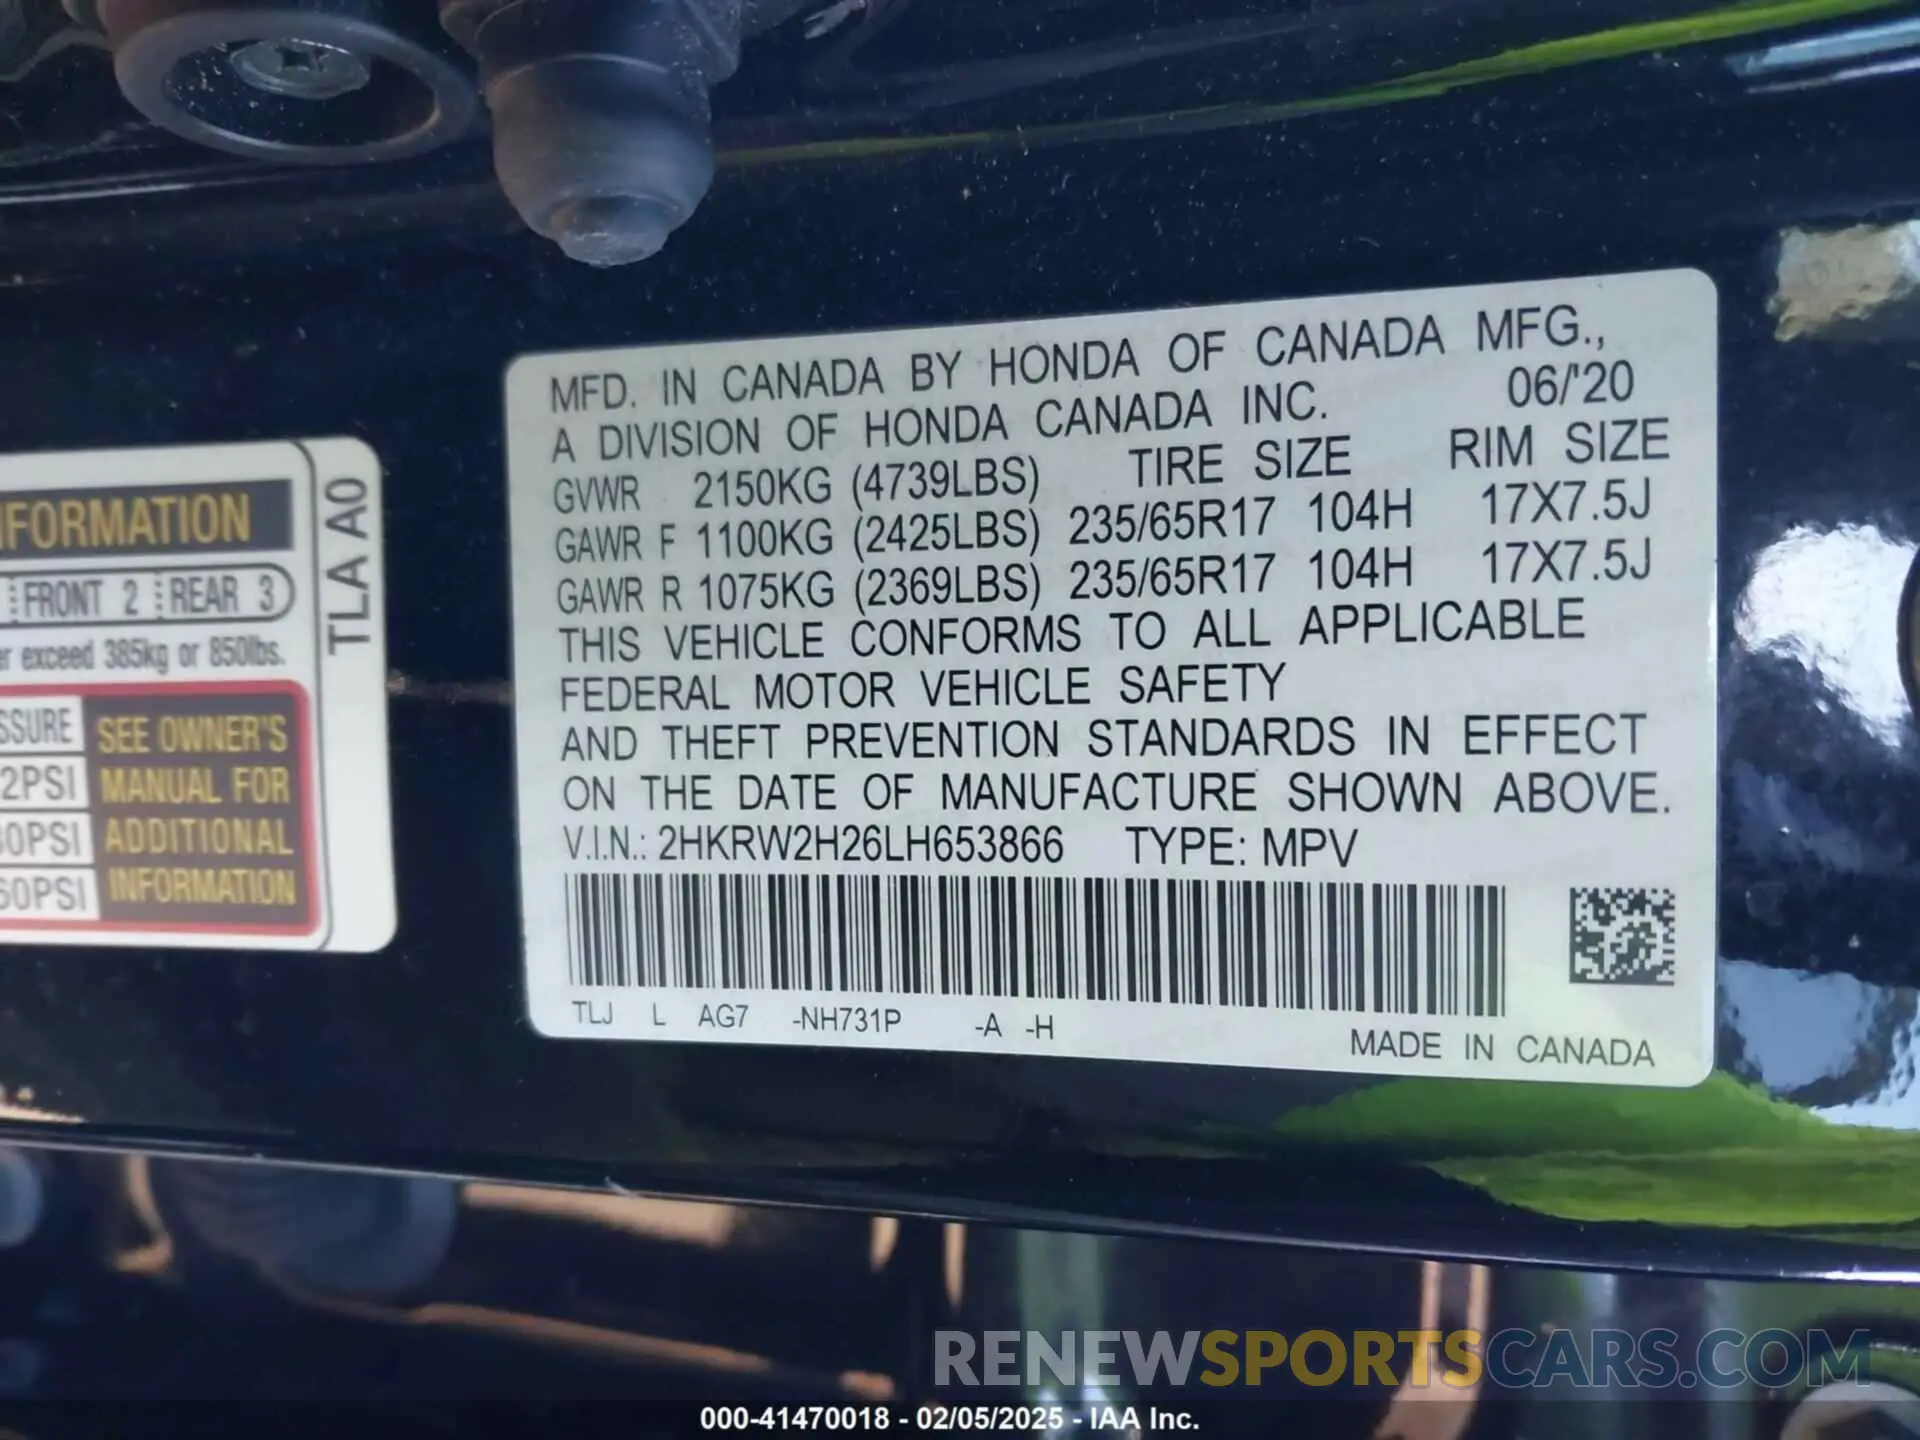 MFD. IN CANADA BY HONDA OF CANADA MFG.,
A DIVISION OF HONDA CANADA INC. 06/'20
GVWR 2150KG (4739LBS) TIRE SIZE RIM SIZE
GAWR F 1100KG (2425LBS) 235/65R17 104H 17X7.5J
GAWR R 1075KG (2369LBS) 235/65R17 104H 17X7.5J
THIS VEHICLE CONFORMS TO ALL APPLICABLE
FEDERAL MOTOR VEHICLE SAFETY
AND THEFT PREVENTION STANDARDS IN EFFECT
ON THE DATE OF MANUFACTURE SHOWN ABOVE.
V.I.N.: 2HKRW2H26LH653866 TYPE: MPV
TLJ L AG7 -NH731P -A -H
MADE IN CANADA
FRONT 2 REAR 3
exceed 385kg or 850lbs.
SEE OWNER'S
MANUAL FOR
ADDITIONAL
INFORMATION
TLA A0
RENEWSPORTSCARS.COM
000-41470018 - 02/05/2025 - IAA Inc.